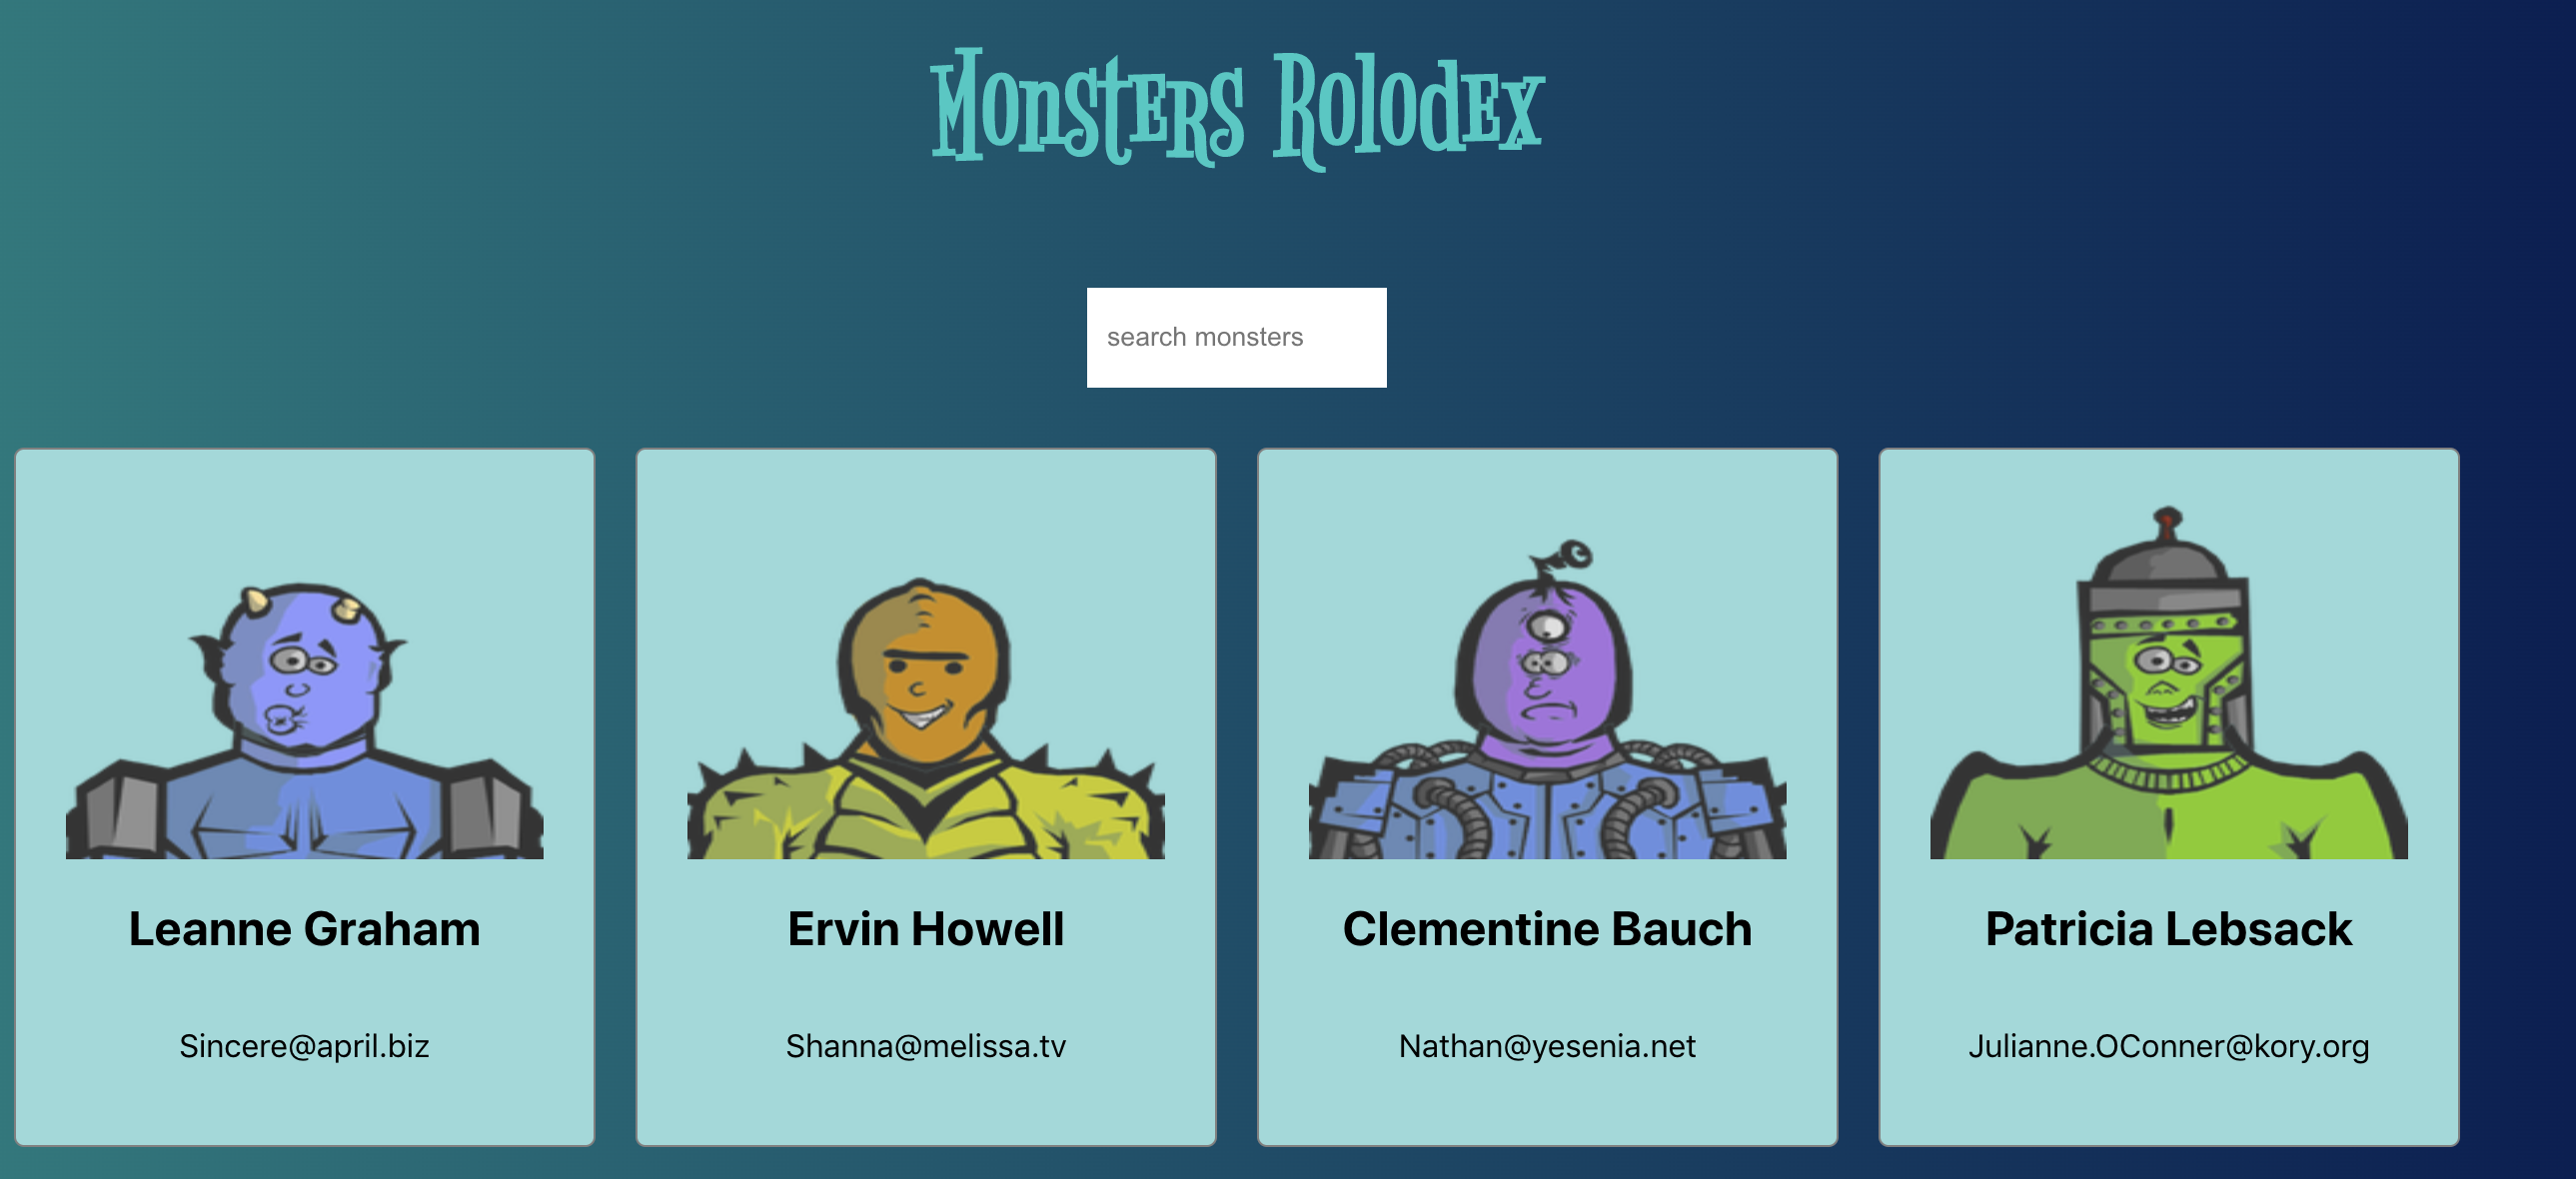 Monsters Rolodex
search monsters
Leanne Graham
Sincere@april.biz
Ervin Howell
Shanna@melissa.tv
Clementine Bauch
Nathan@yesenia.net
Patricia Lebsack
Julianne.OConner@kory.org